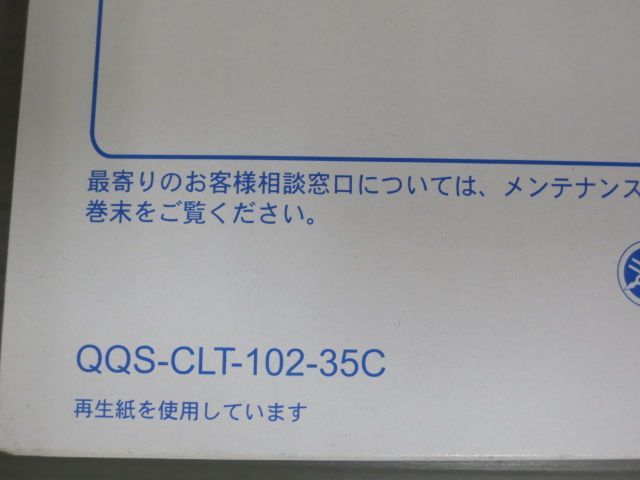 最寄りのお客様相談窓口については、メンテナンス
巻末をご覧ください。
QQS-CLT-102-35C
再生紙を使用しています